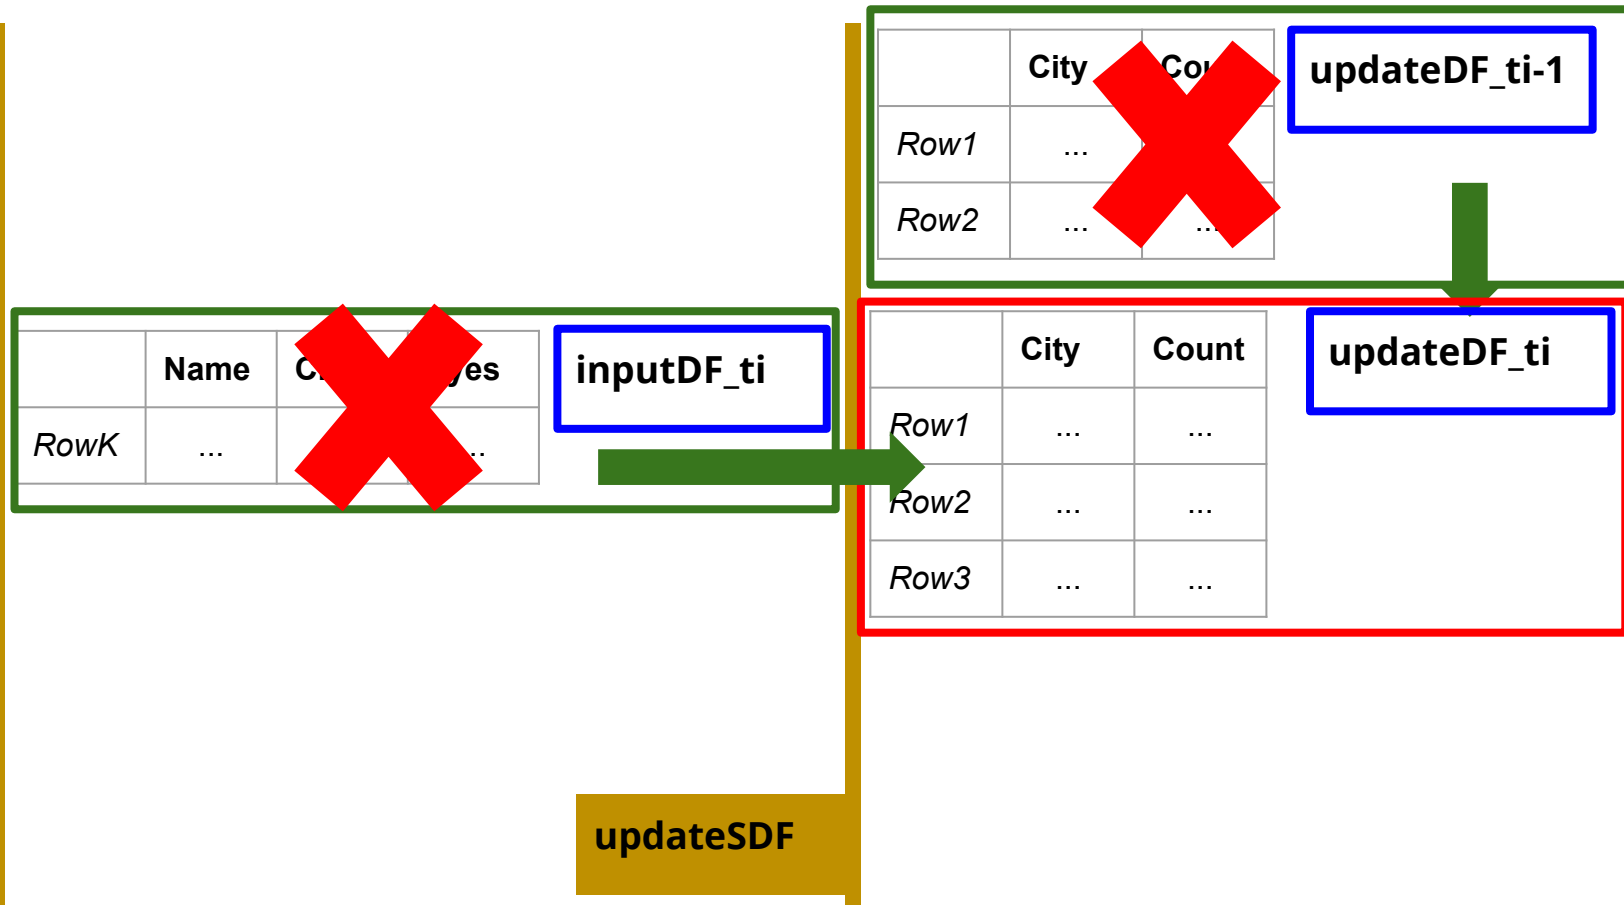 City
updateDF_ti-1
Row1 ...
Row2 ... ...
Name
inputDF_ti
RowK ...
City Count
updateDF_ti
Row1 ... ...
Row2 ... ...
Row3 ... ...
updateSDF